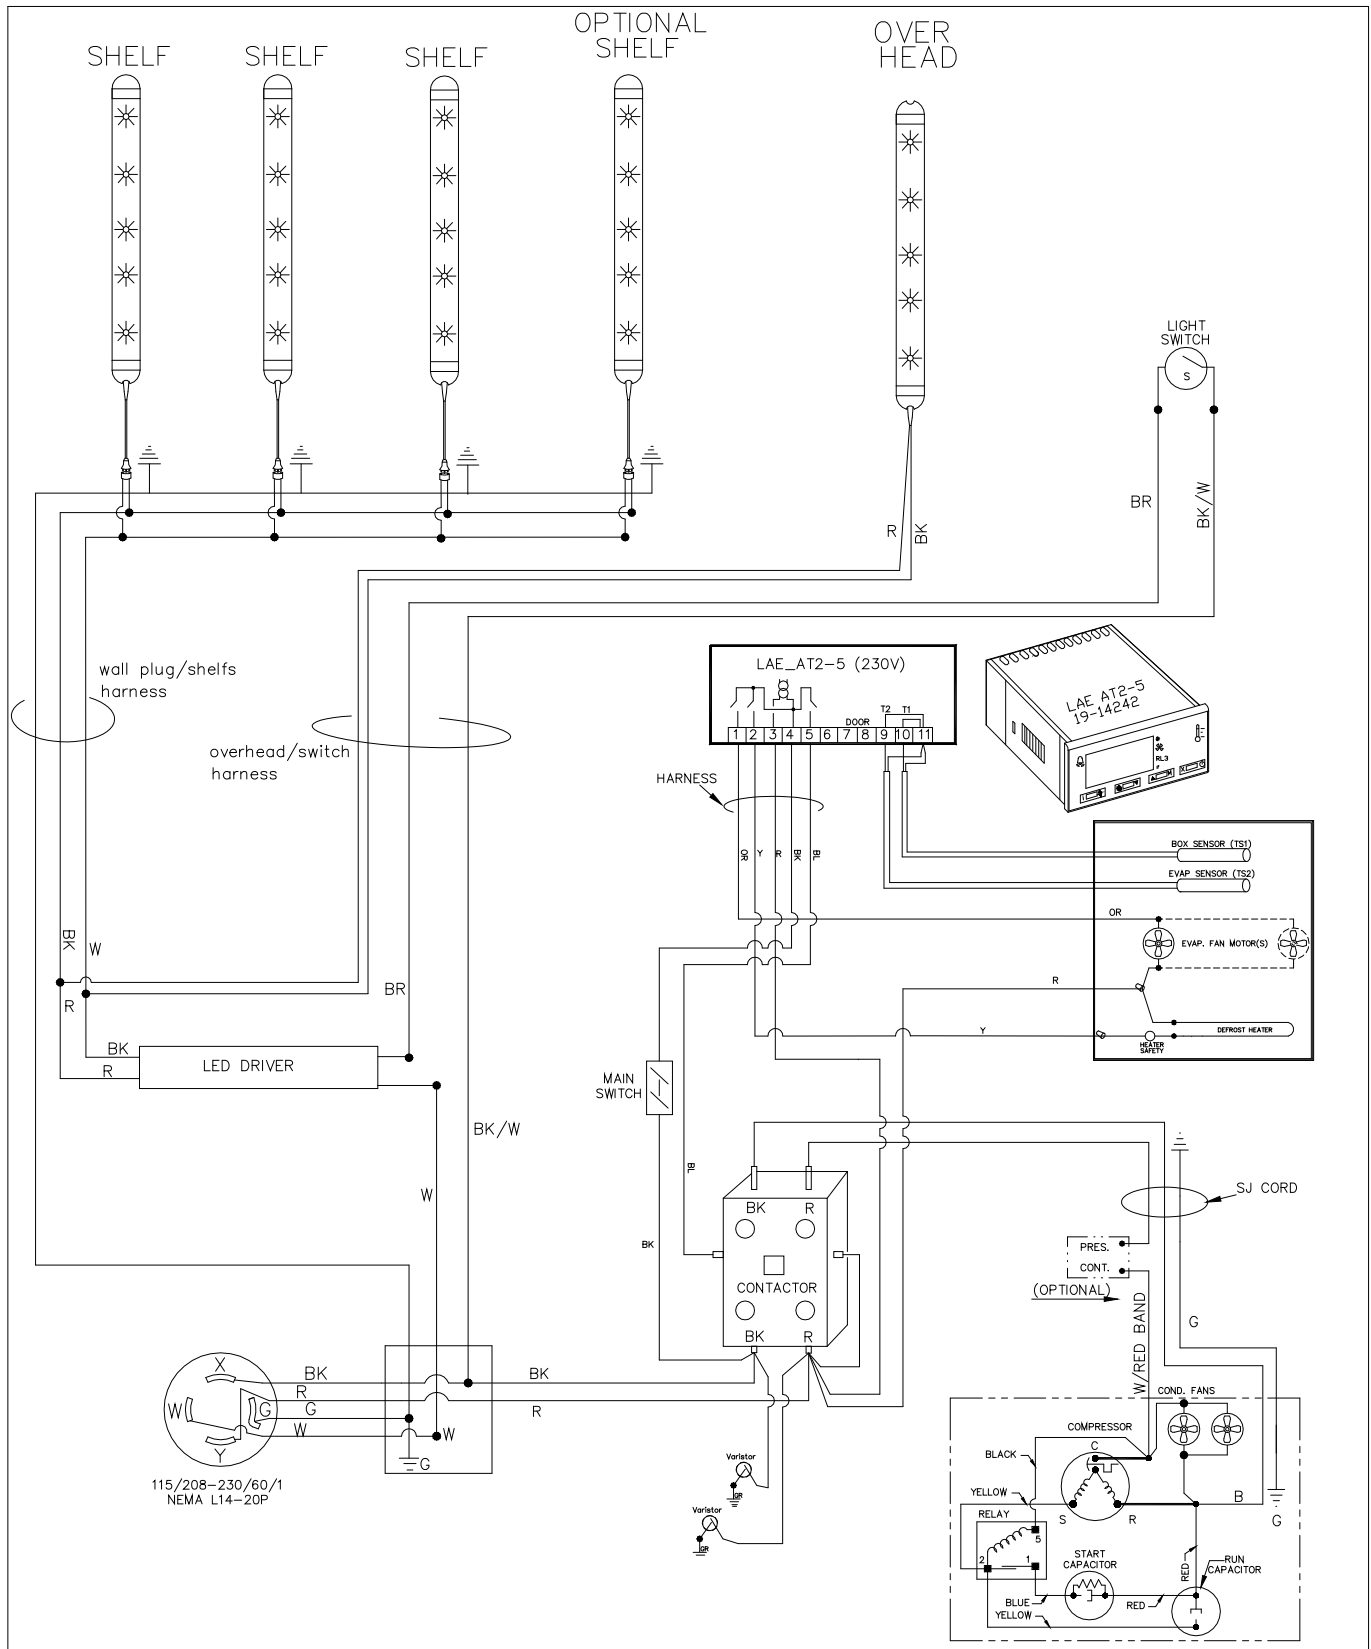 SHELF
SHELF
SHELF
OPTIONAL
SHELF
OVER
HEAD
LIGHT
SWITCH
S
BR
BK/W
R
BK
wall plug/shelfs
harness
overhead/switch
harness
LAE_AT2-5 (230V)
DOOR
T2
T1
1 2 3 4 5 6 7 8 9 10 11
LAE AT2-5
19-14242
RL3
HARNESS
OR
Y
R
BK
BL
BOX SENSOR (TS1)
EVAP SENSOR (TS2)
OR
EVAP. FAN MOTOR(S)
R
Y
DEFROST HEATER
HEATER
SAFETY
BK
W
R
BR
BK
R
LED DRIVER
MAIN
SWITCH
BK/W
W
BL
BK
BK R
CONTACTOR
BK R
SJ CORD
PRES.
CONT.
(OPTIONAL)
W/RED BAND
G
X
W
G
Y
BK
R
G
W
BK
R
W
G
115/208-230/60/1
NEMA L14-20P
Varistor
GR
Varistor
GR
COND. FANS
COMPRESSOR
C
BLACK
YELLOW
S
R
B
G
RELAY
5
2
1
START
CAPACITOR
RED
RUN
CAPACITOR
BLUE
RED
YELLOW